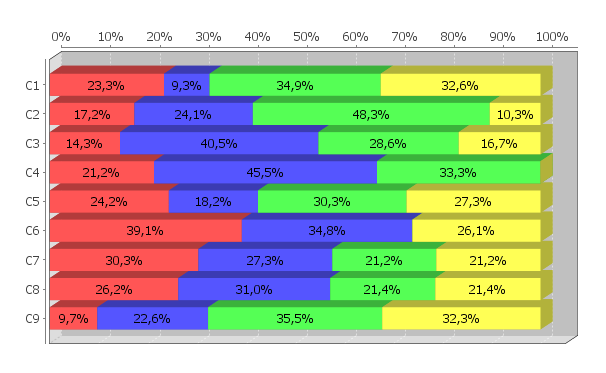 0% 10% 20% 30% 40% 50% 60% 70% 80% 90% 100%
C1 23,3% 9,3% 34,9% 32,6%
C2 17,2% 24,1% 48,3% 10,3%
C3 14,3% 40,5% 28,6% 16,7%
C4 21,2% 45,5% 33,3%
C5 24,2% 18,2% 30,3% 27,3%
C6 39,1% 34,8% 26,1%
C7 30,3% 27,3% 21,2% 21,2%
C8 26,2% 31,0% 21,4% 21,4%
C9 9,7% 22,6% 35,5% 32,3%